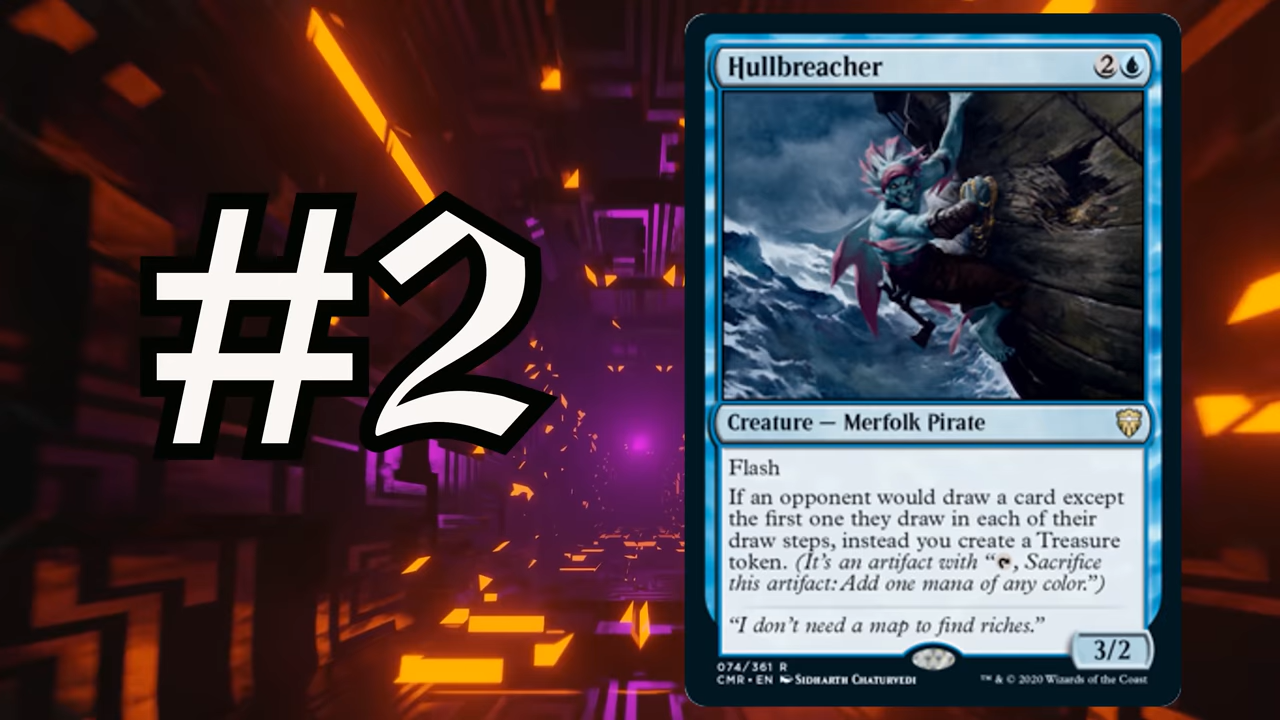 #2
Hullbreacher 2
Creature — Merfolk Pirate
Flash
If an opponent would draw a card except
the first one they draw in each of their
draw steps, instead you create a Treasure
token. (It's an artifact with “, Sacrifice
this artifact: Add one mana of any color.”)
“I don't need a map to find riches.”
3/2
074/361 R
CMR • EN Sidharth Chaturvedi
™ & © 2020 Wizards of the Coast